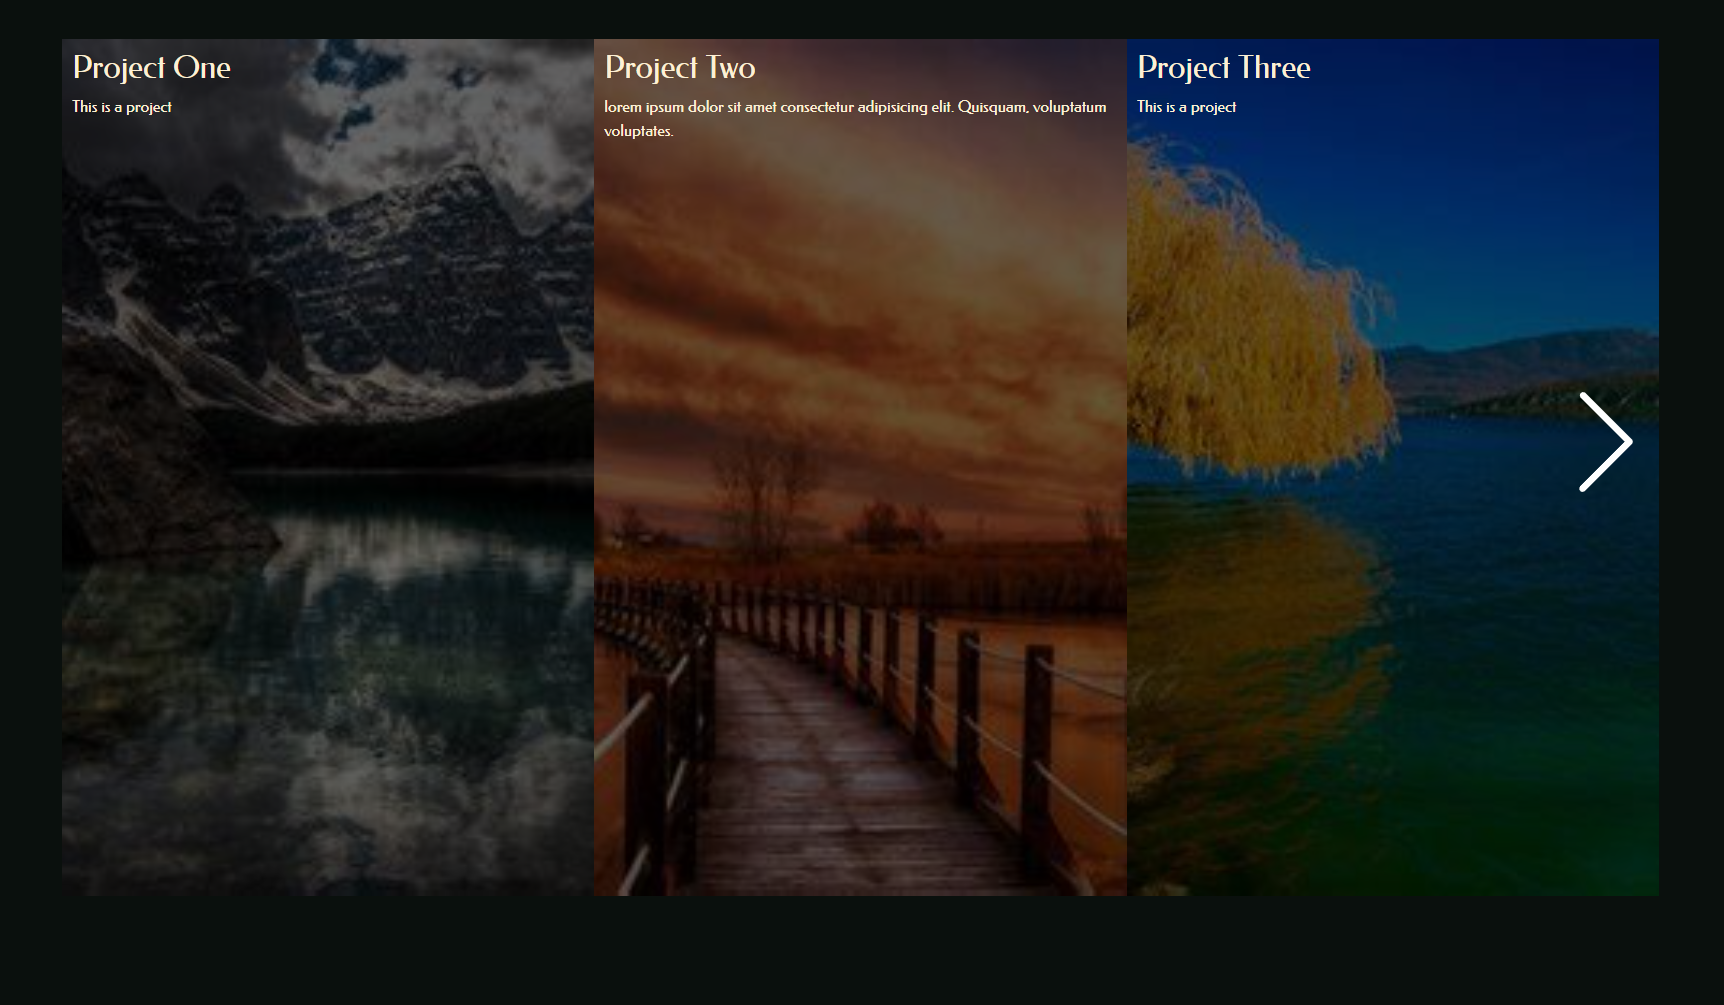 Project One
This is a project
Project Two
lorem ipsum dolor sit amet consectetur adipisicing elit. Quisquam, voluptatum
voluptates.
Project Three
This is a project